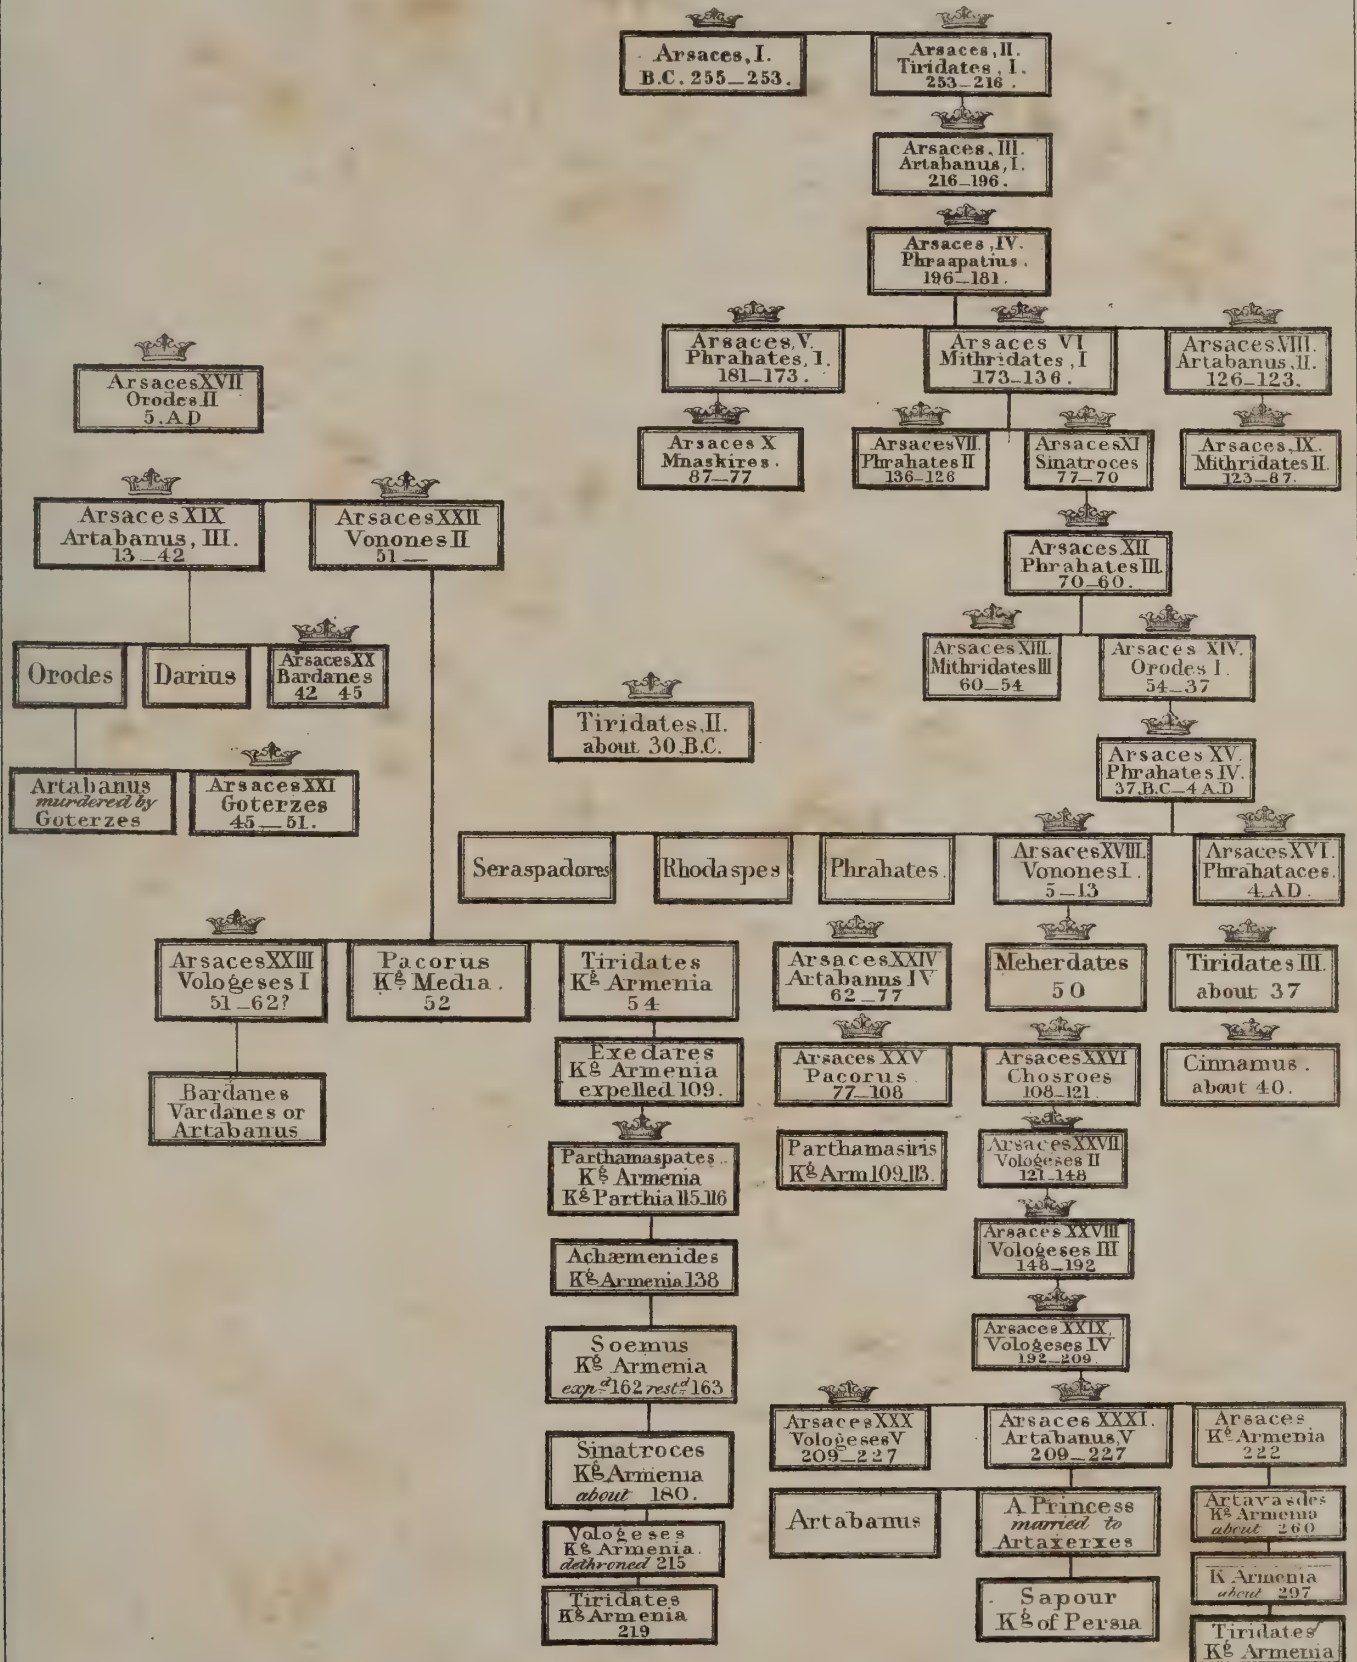 Arsaces, I.
B.C. 255_253.
Arsaces, II.
Tiridates, I.
253_216.
Arsaces, III.
Artabanus, I.
216_196.
Arsaces, IV.
Phraapatius.
196_181.
Arsaces, V.
Phrahates, I.
181_173.
Arsaces VI
Mithridates, I
173_136.
Arsaces, VIII.
Artabanus, II.
126_123.
Arsaces XVII
Orodes II
5. A.D
Arsaces X
Mnaskires.
87_77
Arsaces VII.
Phrahates II
136_126
Arsaces XI
Sinatroces
77_70
Arsaces, IX.
Mithridates II.
123_87.
Arsaces XIX
Artabanus, III.
13_42
Arsaces XXII
Vonones II
51 __
Arsaces XII
Phrahates III
70_60.
Orodes
Darius
Arsaces XX
Bardanes
42 45
Arsaces XIII.
Mithridates III
60_54
Arsaces XIV.
Orodes I.
54_37
Tiridates, II.
about 30, B.C.
Arsaces XV.
Phrahates IV.
37, B.C_4 A.D
Artabanus
murdered by
Goterzes
Arsaces XXI
Goterzes
45__51.
Seraspadores
Rhodaspes
Phrahates.
Arsaces XVIII.
Vonones I.
5_13
Arsaces XVI.
Phrahataces.
4, A.D.
Arsaces XXIII
Vologeses I
51_62?
Pacorus
Kg. Media.
52
Tiridates
Kg Armenia
54
Arsaces XXIV
Artabanus IV
62_77
Meherdates
50
Tiridates III.
about 37
Bardanes
Vardanes or
Artabanus
Exedares
Kg Armenia
expelled 109.
Arsaces XXV
Pacorus
77_108
Arsaces XXVI
Chosroes
108_121.
Cinnamus.
about 40.
Parthamaspates.
Kg Armenia
Kg Parthia 115_116
Parthamasiris
Kg Arm 109_113.
Arsaces XXVII
Vologeses II
121_148
Achæmenides
Kg Armenia 138
Arsaces XXVIII
Vologeses III
148_192
Soemus
Kg Armenia
expd. 162 restd. 163
Arsaces XXIX.
Vologeses IV
192_209.
Sinatroces
Kg Armenia
about 180.
Arsaces XXX
Vologeses V
209_227
Arsaces XXXI.
Artabanus, V
209_227
Arsaces
Kg. Armenia
222
Vologeses
Kg Armenia.
dethroned 215
Artabanus
A Princess
married to
Artaxerxes
Artavasdes
Kg Armenia
about 260
Tiridates
Kg Armenia
219
Sapour
Kg of Persia
K Armenia
about 297
Tiridates
Kg Armenia